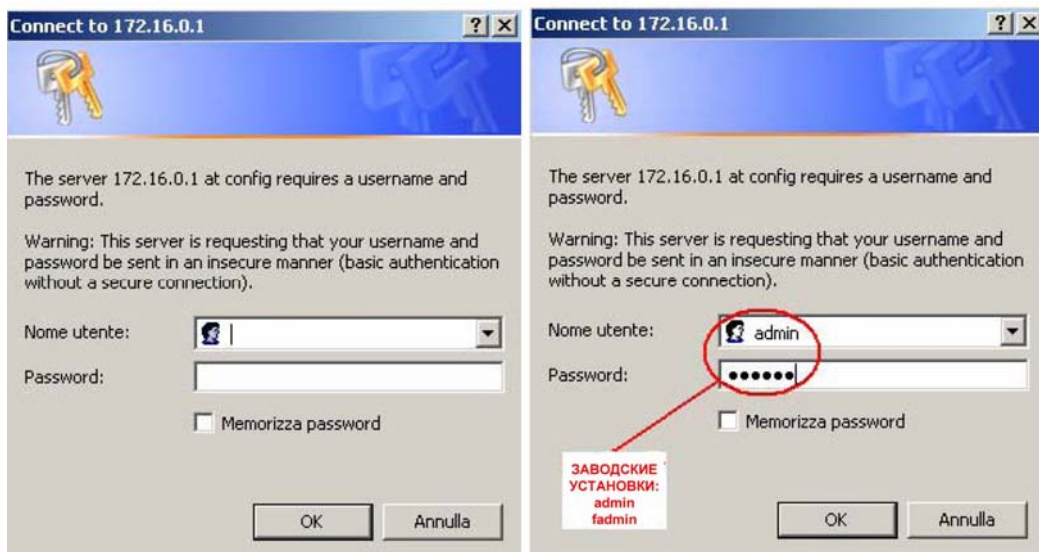 Connect to 172.16.0.1
The server 172.16.0.1 at config requires a username and
password.
Warning: This server is requesting that your username and
password be sent in an insecure manner (basic authentication
without a secure connection).
Nome utente:
Password:
Memorizza password
OK
Annulla
Connect to 172.16.0.1
The server 172.16.0.1 at config requires a username and
password.
Warning: This server is requesting that your username and
password be sent in an insecure manner (basic authentication
without a secure connection).
Nome utente:
admin
Password:
••••••
Memorizza password
ЗАВОДСКИЕ
УСТАНОВКИ:
admin
fadmin
OK
Annulla